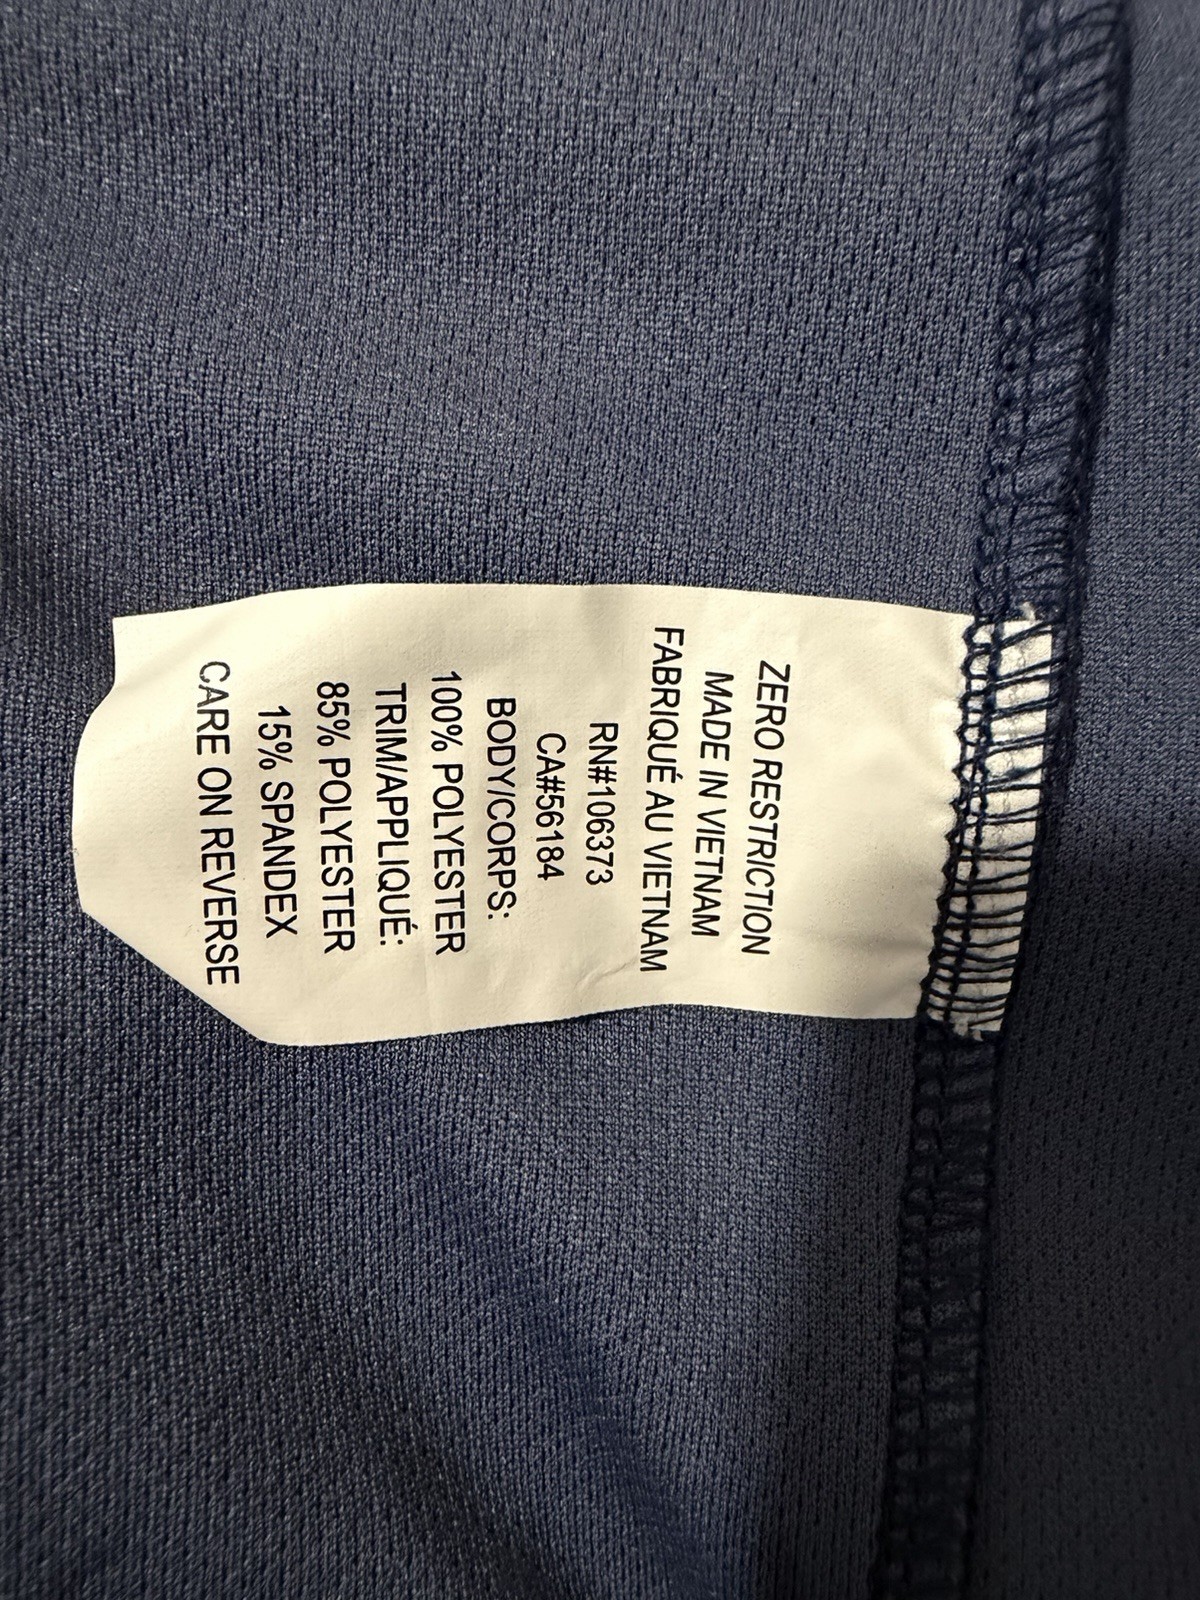 ZERO RESTRICTION
MADE IN VIETNAM
FABRIQUÉ AU VIETNAM
RN#106373
CA#56184
BODY/CORPS:
100% POLYESTER
TRIM/APPLIQUÉ:
85% POLYESTER
15% SPANDEX
CARE ON REVERSE